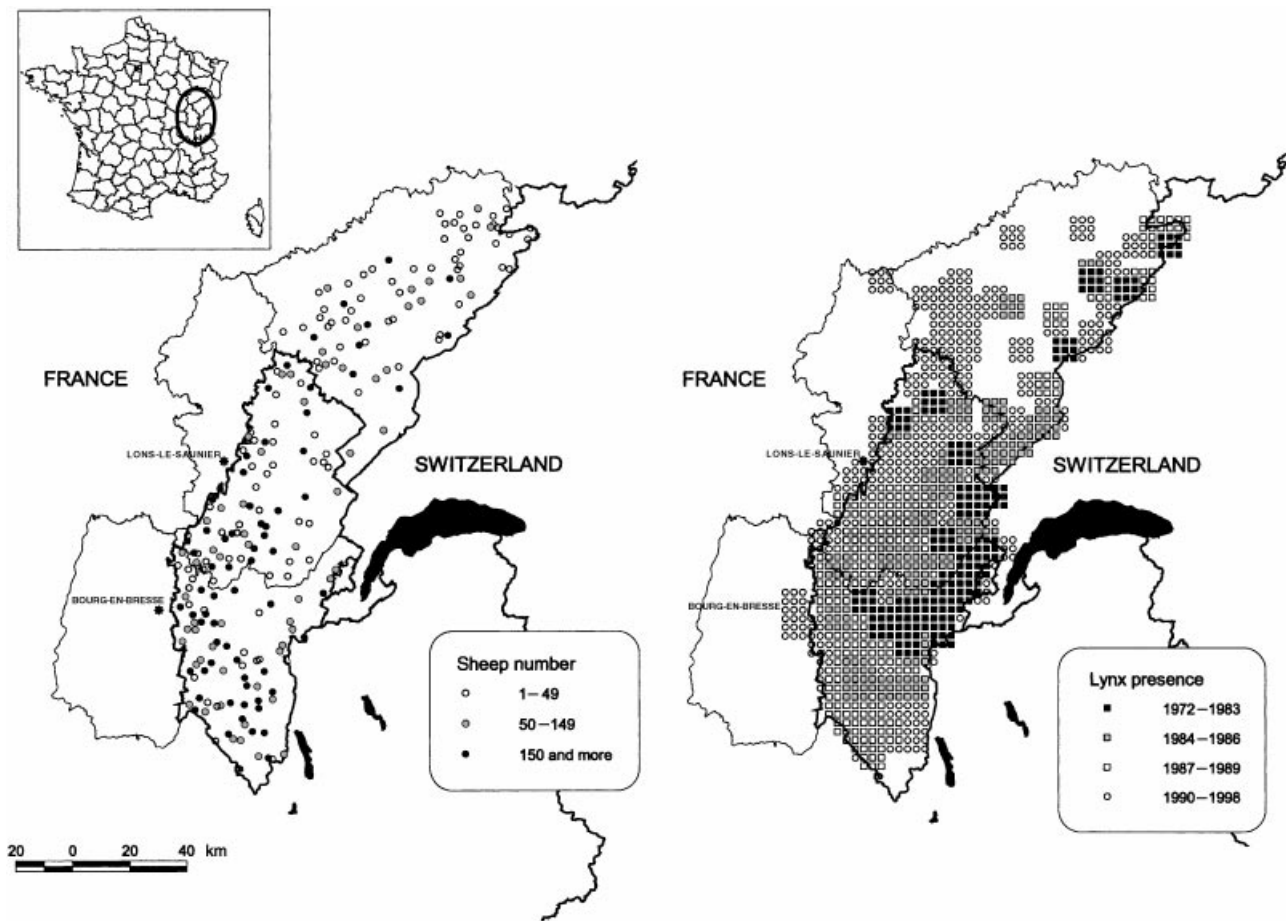 FRANCE
LONS-LE-SAUNIER
SWITZERLAND
BOURG-EN-BRESSE
Sheep number
1–49
50–149
150 and more
20 0 20 40 km
FRANCE
LONS-LE-SAUNIER
SWITZERLAND
BOURG-EN-BRESSE
Lynx presence
1972–1983
1984–1986
1987–1989
1990–1998